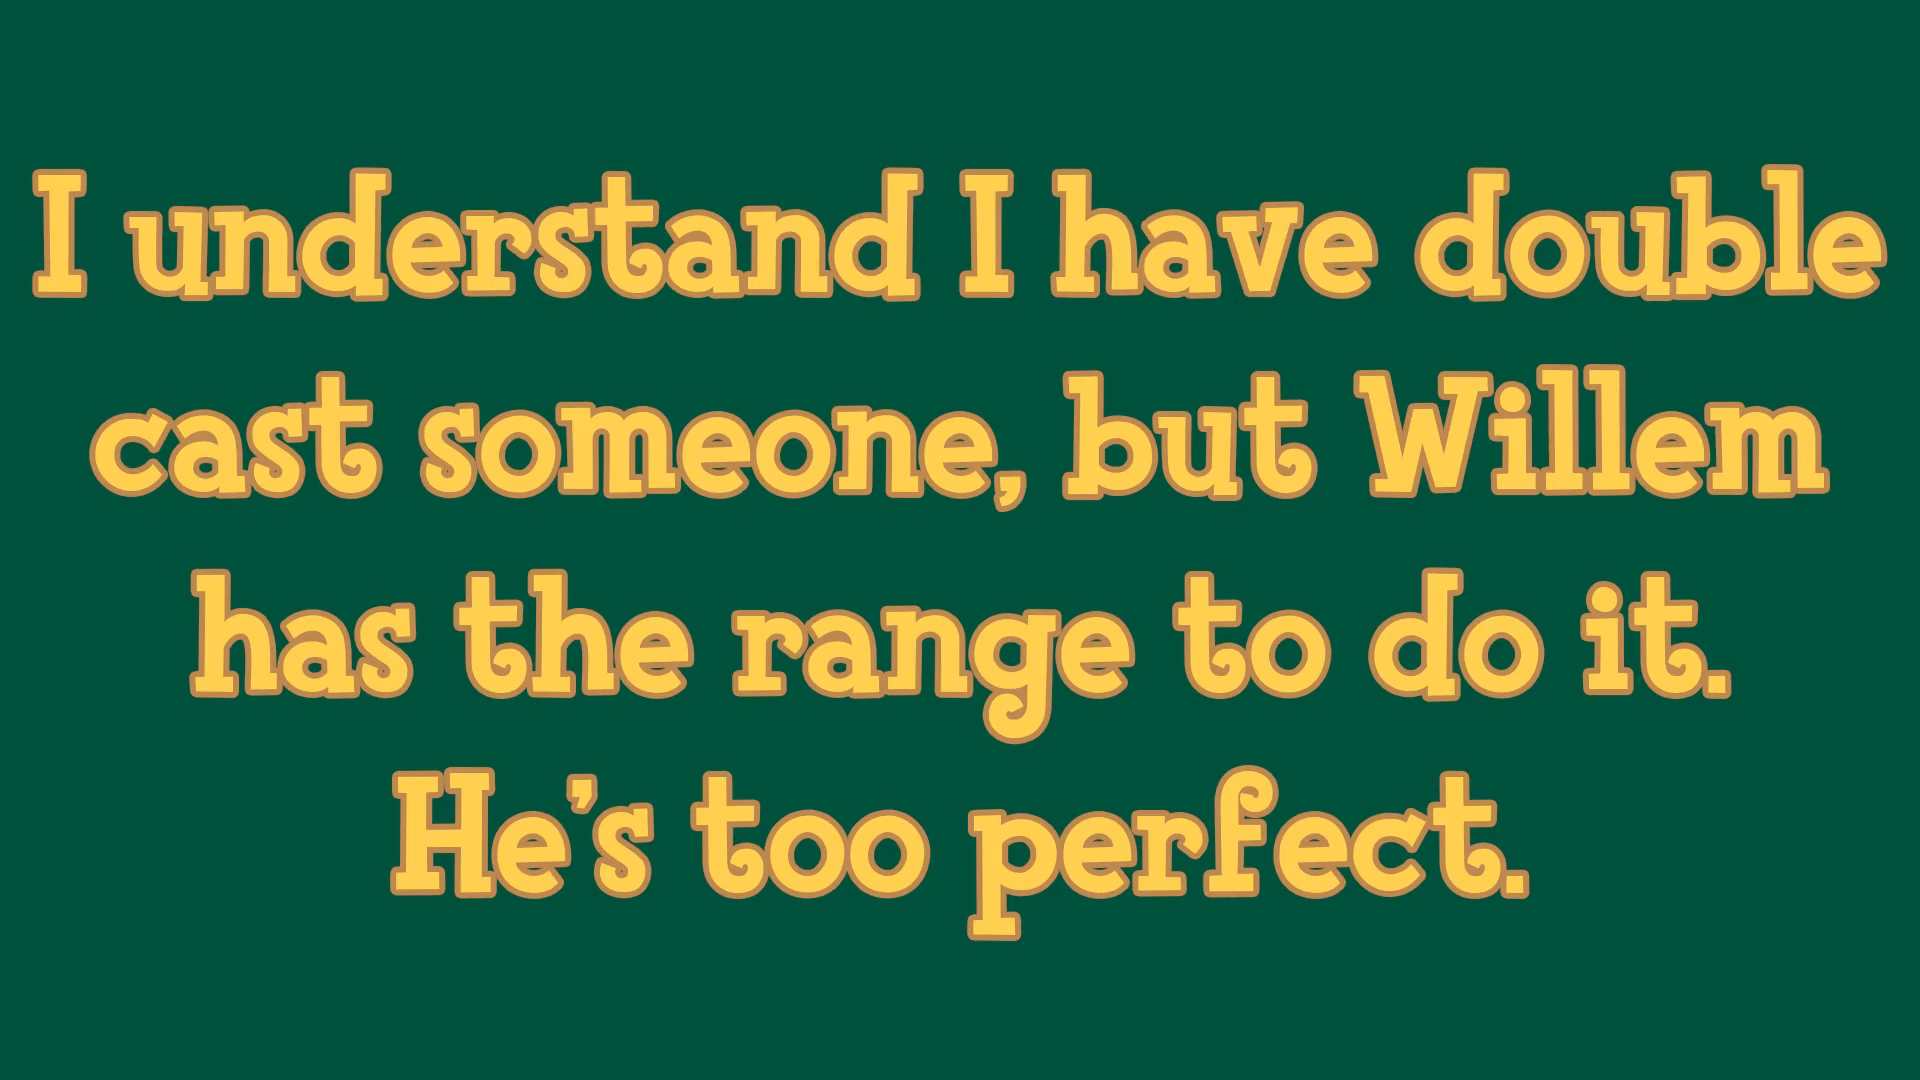 I understand I have double
cast someone, but Willem
has the range to do it.
He's too perfect.